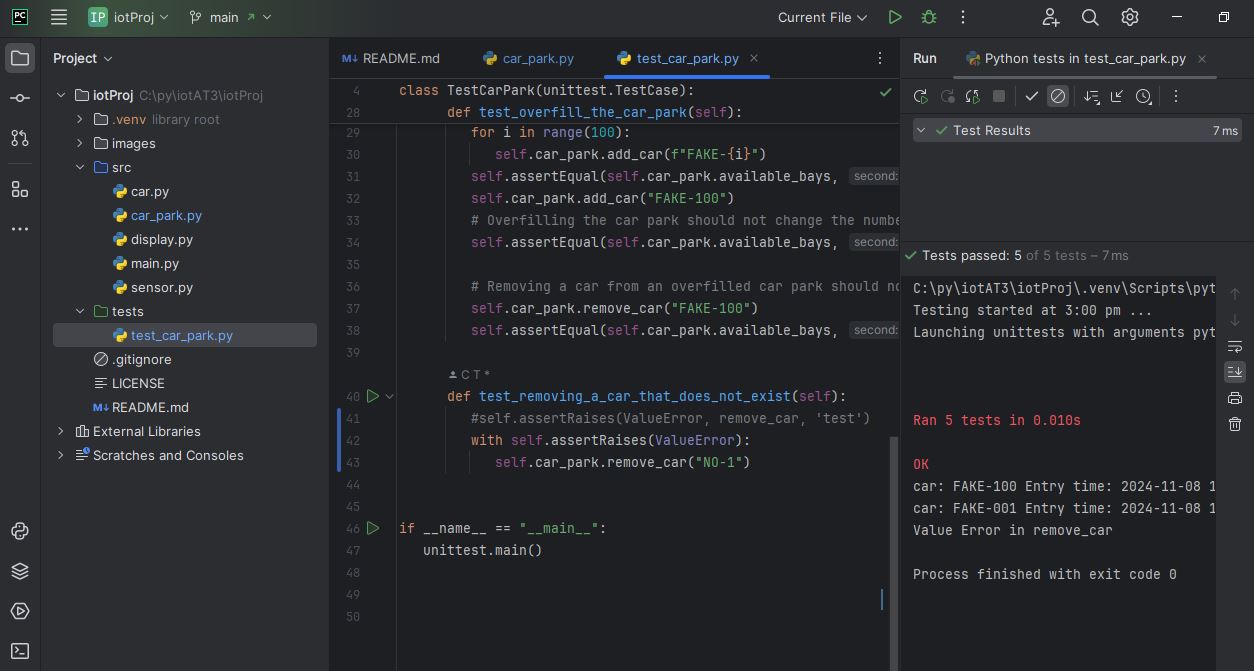 PC
IP iotProj
main
Current File
Project
README.md
car_park.py
test_car_park.py
Run
Python tests in test_car_park.py
iotProj C:\py\iotAT3\iotProj
.venv library root
images
src
car.py
car_park.py
display.py
main.py
sensor.py
tests
test_car_park.py
.gitignore
LICENSE
README.md
External Libraries
Scratches and Consoles
4 class TestCarPark(unittest.TestCase):
28 def test_overfill_the_car_park(self):
29 for i in range(100):
30 self.car_park.add_car(f"FAKE-{i}")
31 self.assertEqual(self.car_park.available_bays, second:
32 self.car_park.add_car("FAKE-100")
33 # Overfilling the car park should not change the numbe
34 self.assertEqual(self.car_park.available_bays, second:
35
36 # Removing a car from an overfilled car park should no
37 self.car_park.remove_car("FAKE-100")
38 self.assertEqual(self.car_park.available_bays, second:
39
C T *
40 def test_removing_a_car_that_does_not_exist(self):
41 #self.assertRaises(ValueError, remove_car, 'test')
42 with self.assertRaises(ValueError):
43 self.car_park.remove_car("NO-1")
44
45
46 if __name__ == "__main__":
47 unittest.main()
48
49
50
Test Results 7 ms
Tests passed: 5 of 5 tests – 7 ms
C:\py\iotAT3\iotProj\.venv\Scripts\pyt
Testing started at 3:00 pm ...
Launching unittests with arguments pyt
Ran 5 tests in 0.010s
OK
car: FAKE-100 Entry time: 2024-11-08 1
car: FAKE-001 Entry time: 2024-11-08 1
Value Error in remove_car
Process finished with exit code 0